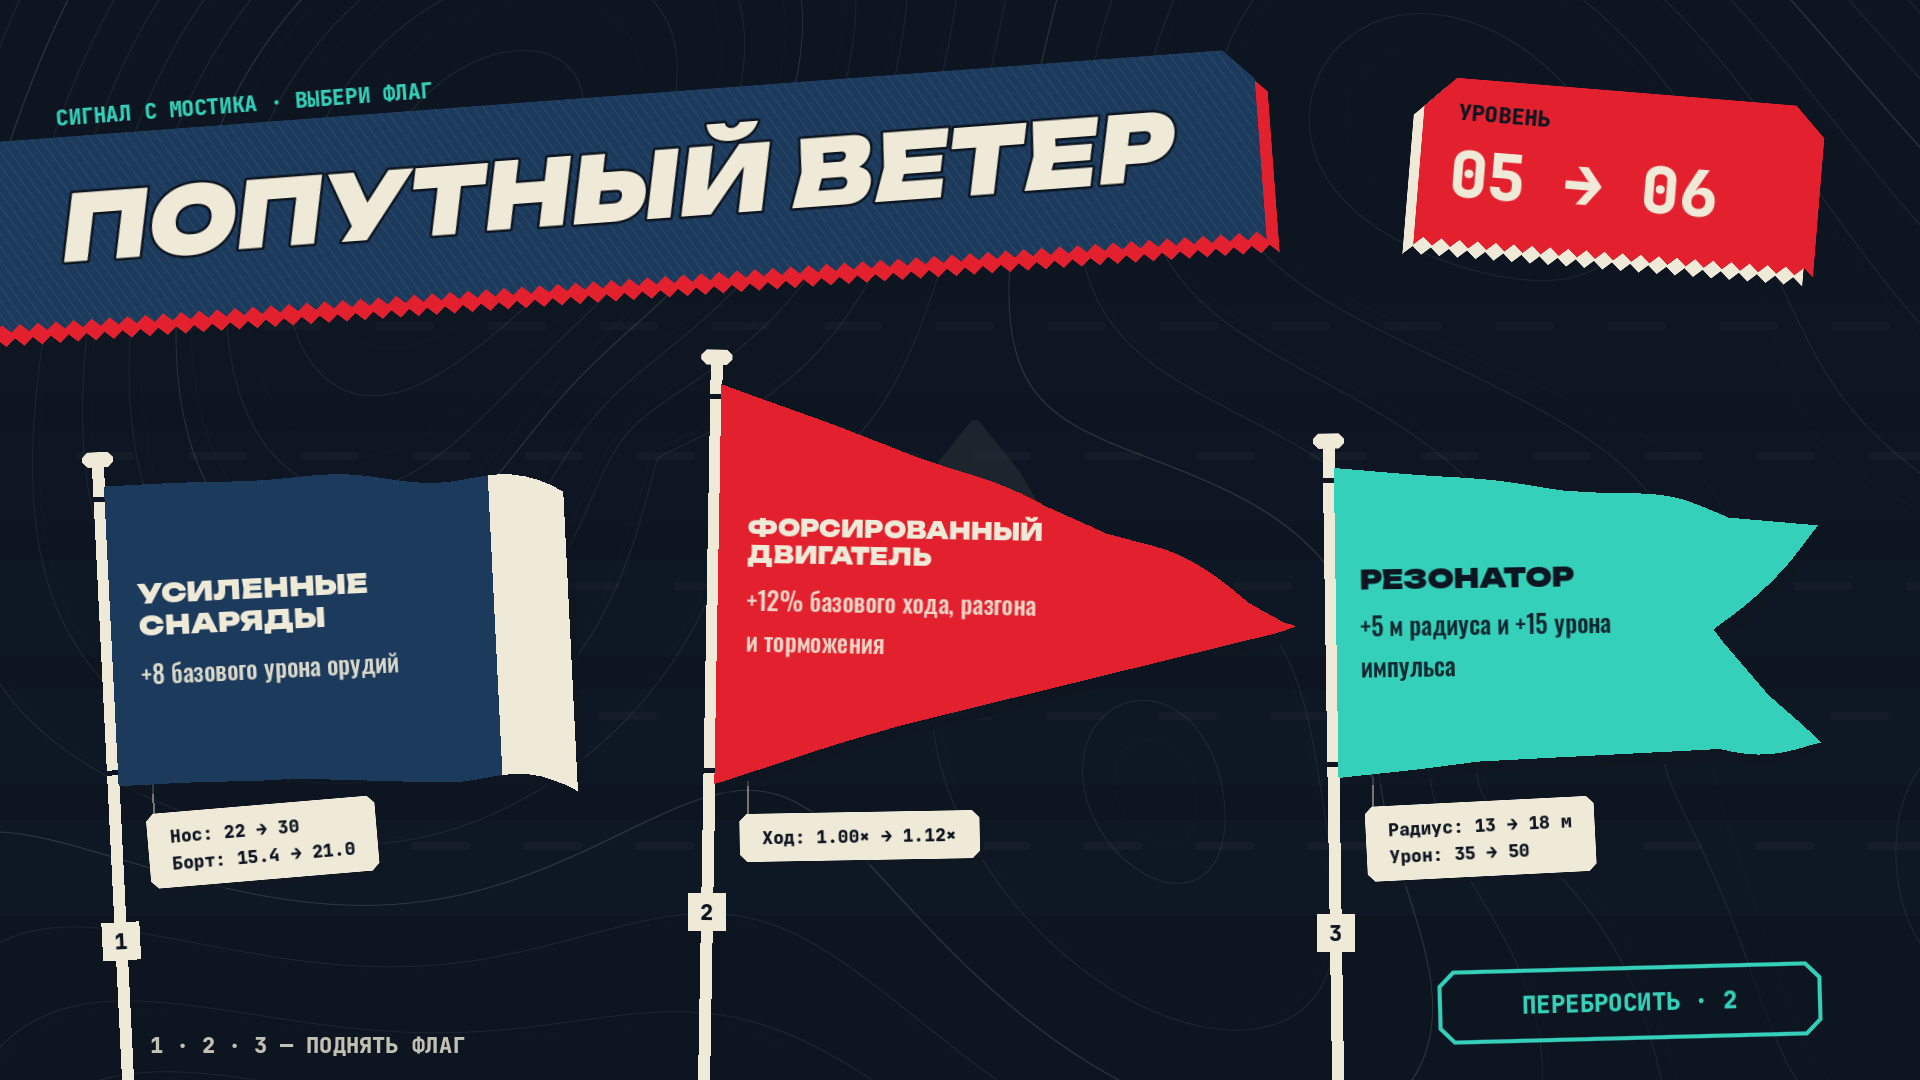 СИГНАЛ С МОСТИКА · ВЫБЕРИ ФЛАГ
ПОПУТНЫЙ ВЕТЕР
УРОВЕНЬ
05 → 06
УСИЛЕННЫЕ
СНАРЯДЫ
+8 базового урона орудий
Нос: 22 → 30
Борт: 15.4 → 21.0
1
ФОРСИРОВАННЫЙ
ДВИГАТЕЛЬ
+12% базового хода, разгона
и торможения
Ход: 1.00× → 1.12×
2
РЕЗОНАТОР
+5 м радиуса и +15 урона
импульса
Радиус: 13 → 18 м
Урон: 35 → 50
3
1 · 2 · 3 — ПОДНЯТЬ ФЛАГ
ПЕРЕБРОСИТЬ · 2